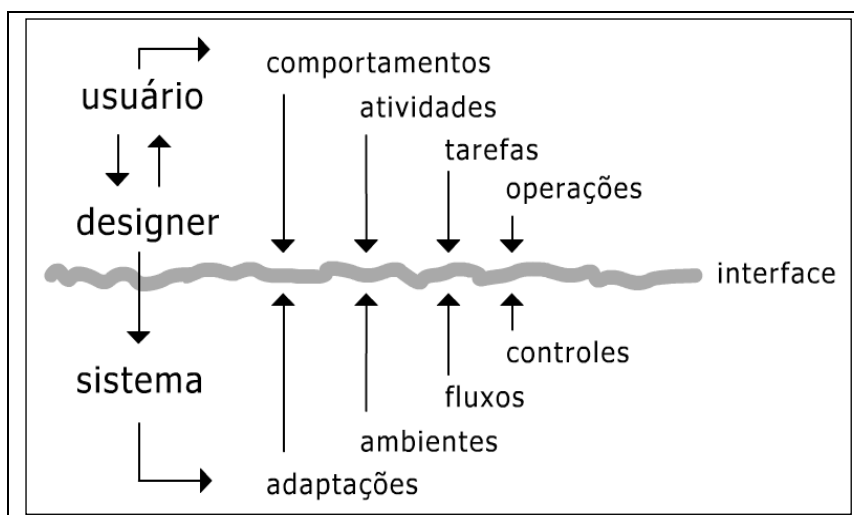 comportamentos
usuário
atividades
tarefas
operações
designer
interface
controles
sistema
fluxos
ambientes
adaptações